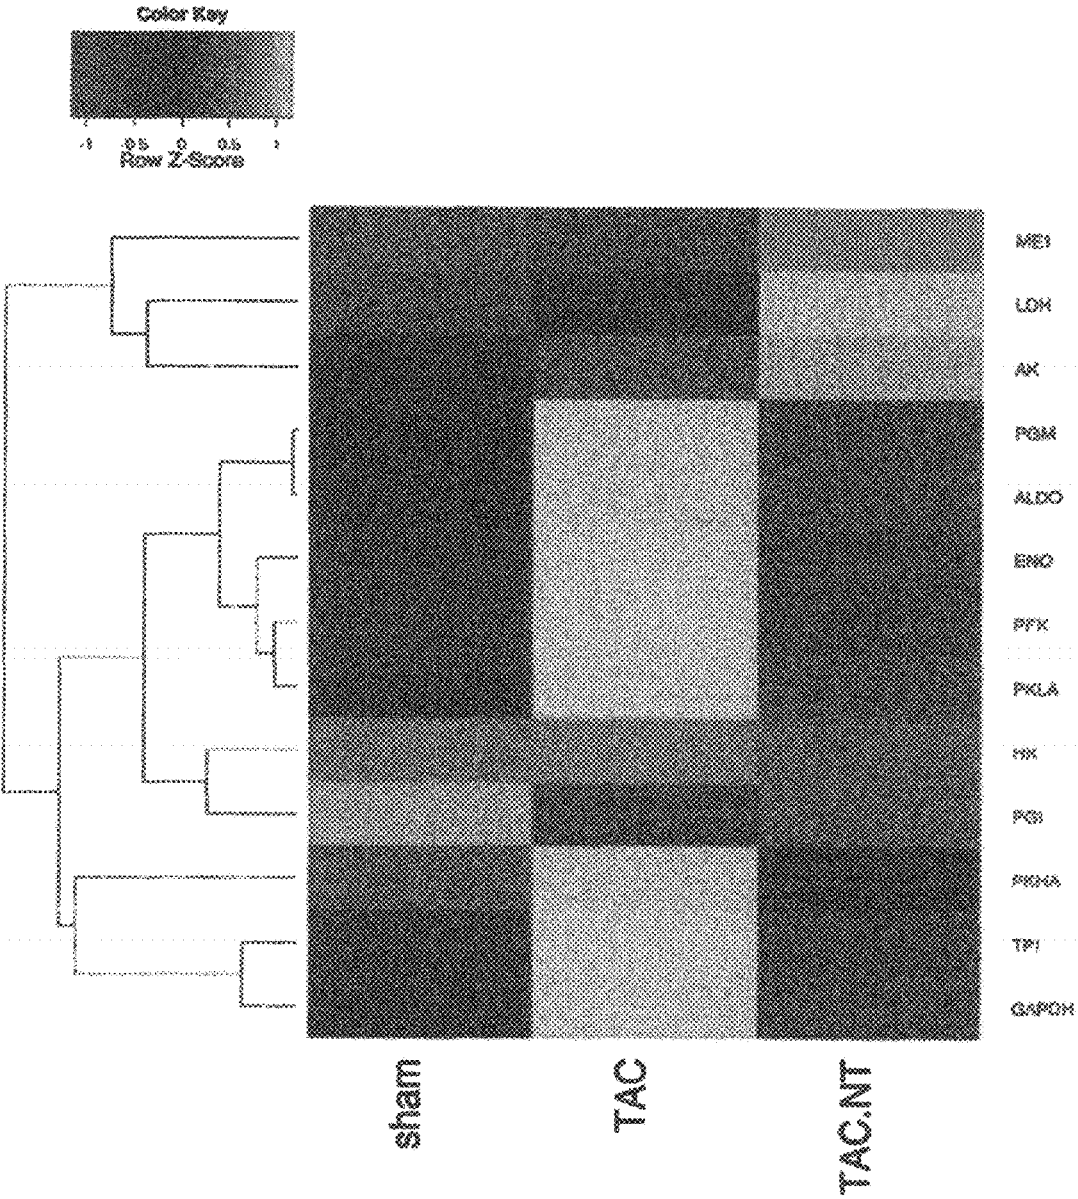 Color Key
-1 0.5 0 0.5 1
Row Z-Score
ME1
LDH
AK
PGM
ALDO
ENO
PFK
PKLA
HK
PGI
TPI
GAPDH
sham
TAC
TAC.NT